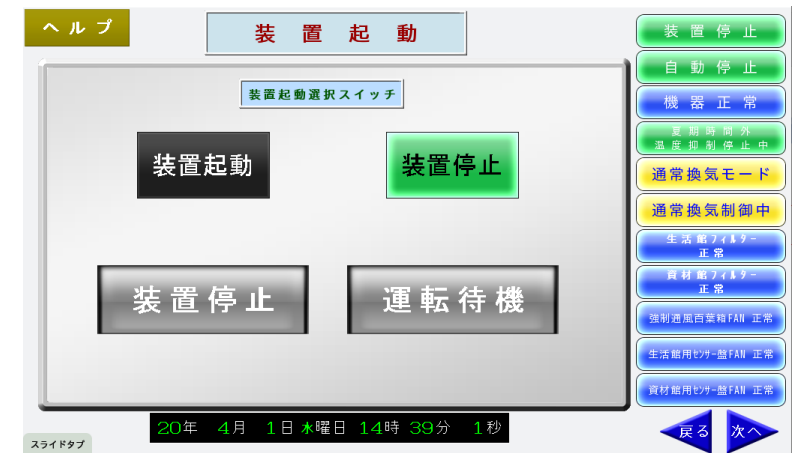 ヘルプ
装置起動
装置起動選択スイッチ
装置起動
装置停止
装置停止
運転待機
20年 4月 1日 水曜日 14時 39分 1秒
スライドタブ
装置停止
自動停止
機器正常
夏期時間外
温度抑制停止中
通常換気モード
通常換気制御中
生活館フィルター
正常
資材館フィルター
正常
強制通風百葉箱FAN 正常
生活館用センサー盤FAN 正常
資材館用センサー盤FAN 正常
戻る
次へ